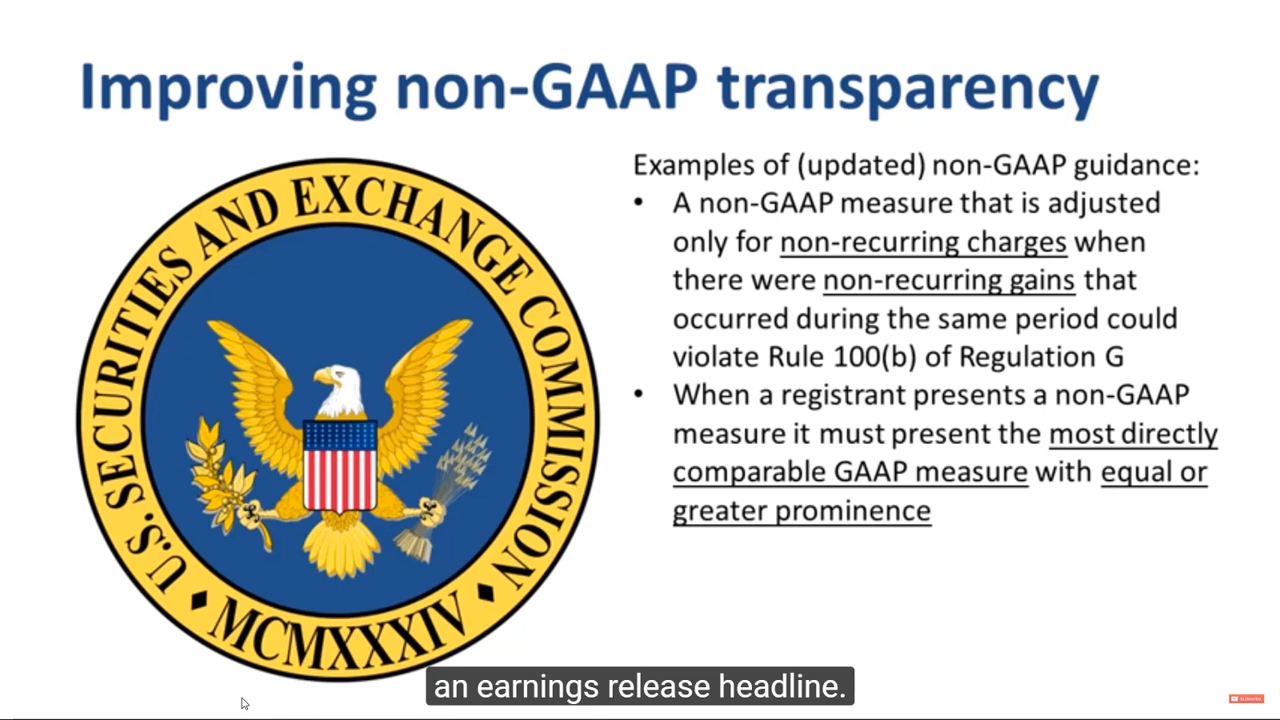 Improving non-GAAP transparency
U.S. SECURITIES AND EXCHANGE COMMISSION
MCMXXXIV
Examples of (updated) non-GAAP guidance:
• A non-GAAP measure that is adjusted
only for non-recurring charges when
there were non-recurring gains that
occurred during the same period could
violate Rule 100(b) of Regulation G
• When a registrant presents a non-GAAP
measure it must present the most directly
comparable GAAP measure with equal or
greater prominence
an earnings release headline.